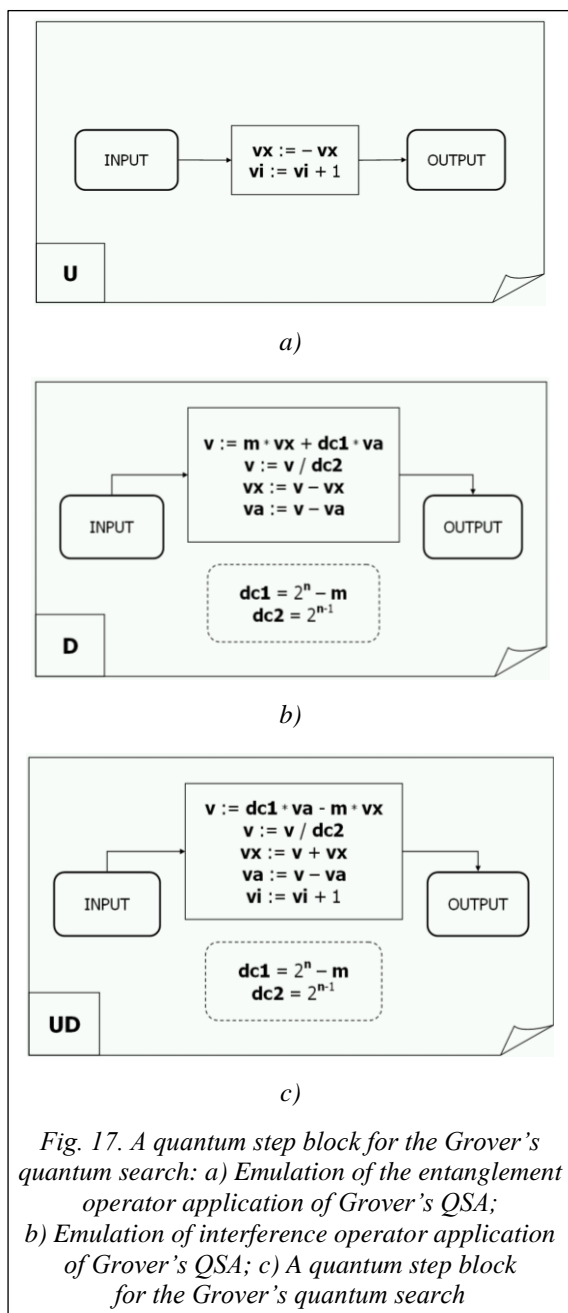 INPUT
vx := – vx
vi := vi + 1
OUTPUT
U
a)
v := m * vx + dc1 * va
v := v / dc2
vx := v – vx
va := v – va
INPUT
OUTPUT
dc1 = 2ⁿ – m
dc2 = 2ⁿ⁻¹
D
b)
v := dc1 * va - m * vx
v := v / dc2
vx := v + vx
va := v – va
vi := vi + 1
INPUT
OUTPUT
dc1 = 2ⁿ – m
dc2 = 2ⁿ⁻¹
UD
c)
Fig. 17. A quantum step block for the Grover’s
quantum search: a) Emulation of the entanglement
operator application of Grover’s QSA;
b) Emulation of interference operator application
of Grover’s QSA; c) A quantum step block
for the Grover’s quantum search